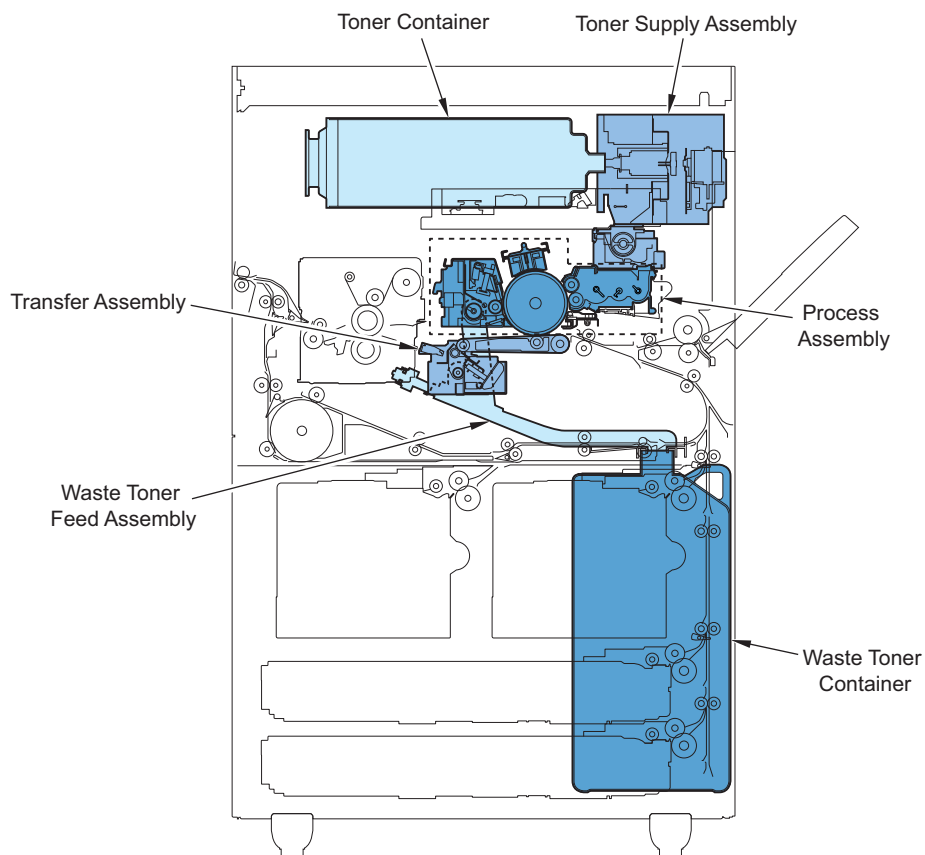 Toner Container
Toner Supply Assembly
Transfer Assembly
Process
Assembly
Waste Toner
Feed Assembly
Waste Toner
Container